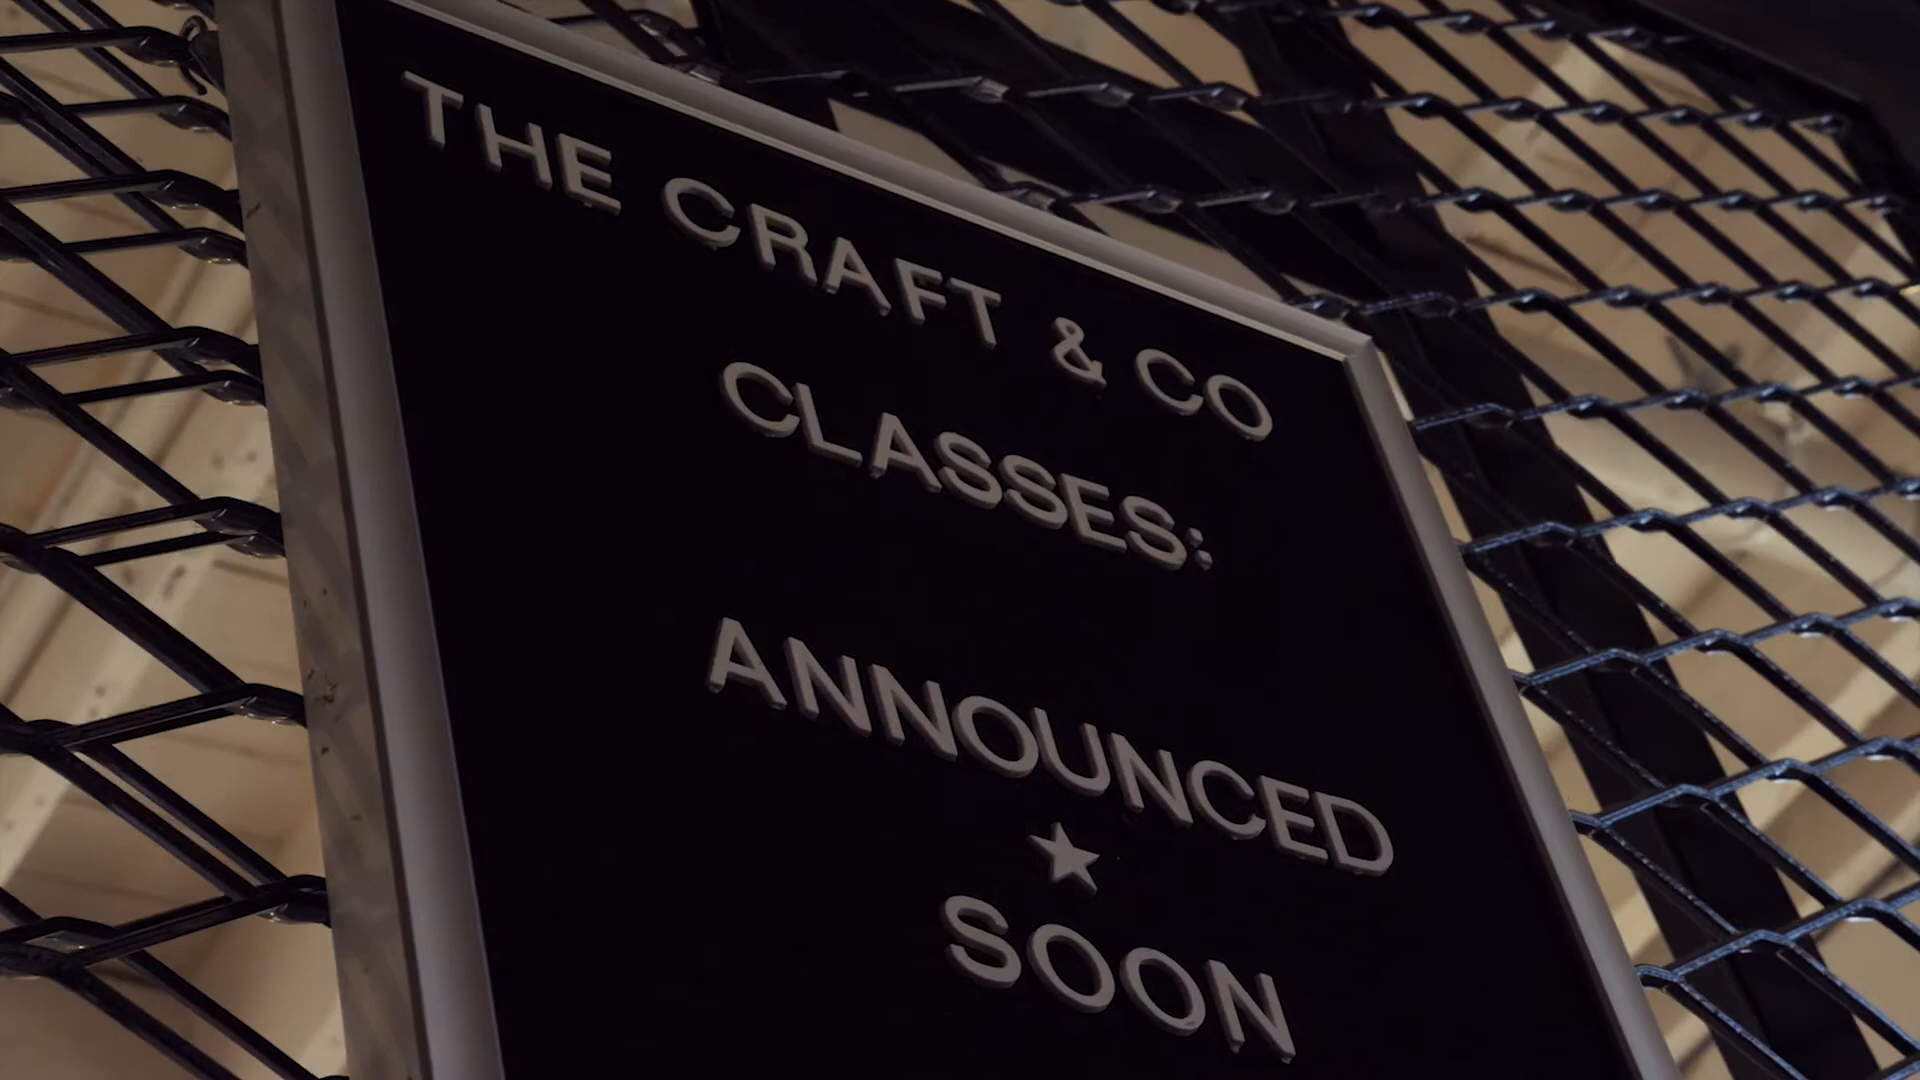 THE CRAFT & CO
CLASSES:
ANNOUNCED
★
SOON